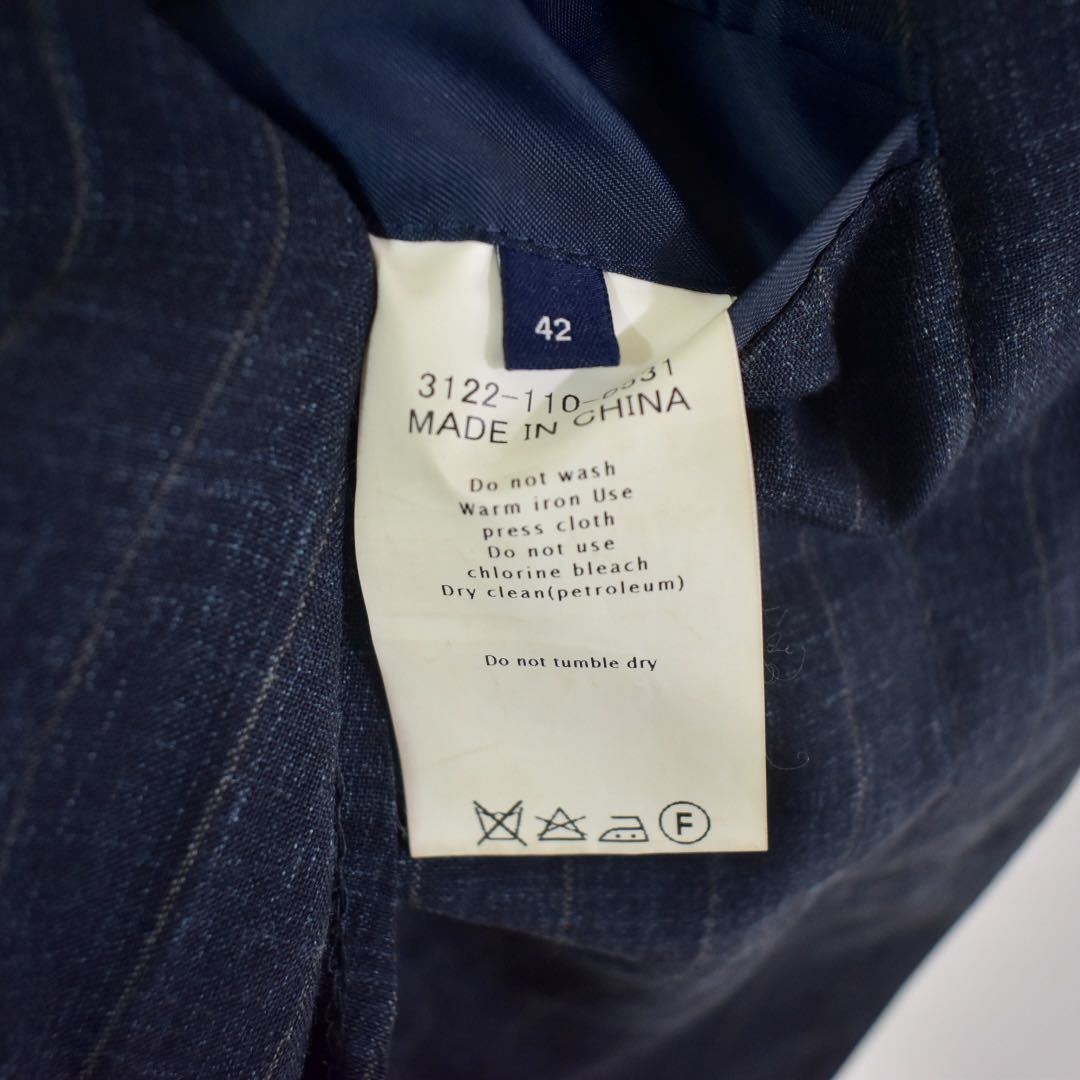 42
3122-110-
MADE IN CHINA
Do not wash
Warm iron Use
press cloth
Do not use
chlorine bleach
Dry clean(petroleum)
Do not tumble dry
F